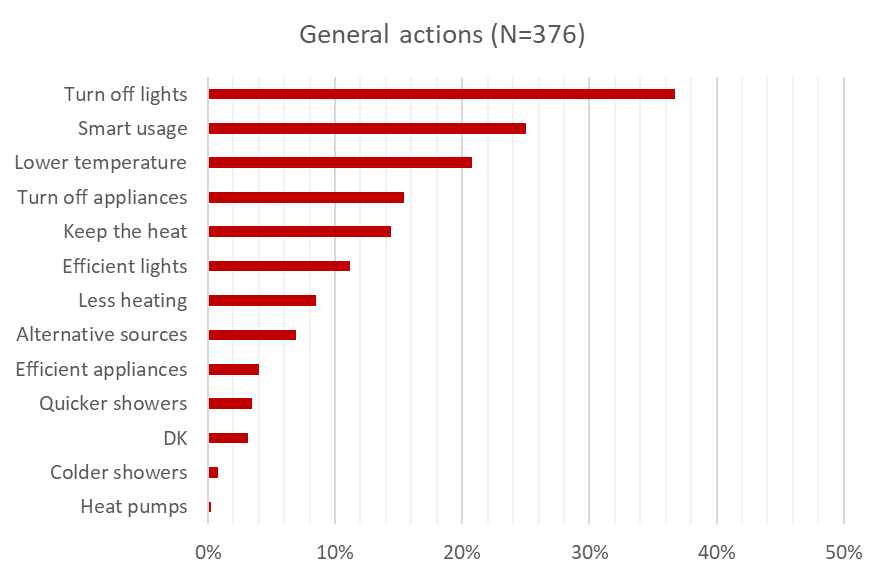 General actions (N=376)
Turn off lights
Smart usage
Lower temperature
Turn off appliances
Keep the heat
Efficient lights
Less heating
Alternative sources
Efficient appliances
Quicker showers
DK
Colder showers
Heat pumps
0% 10% 20% 30% 40% 50%